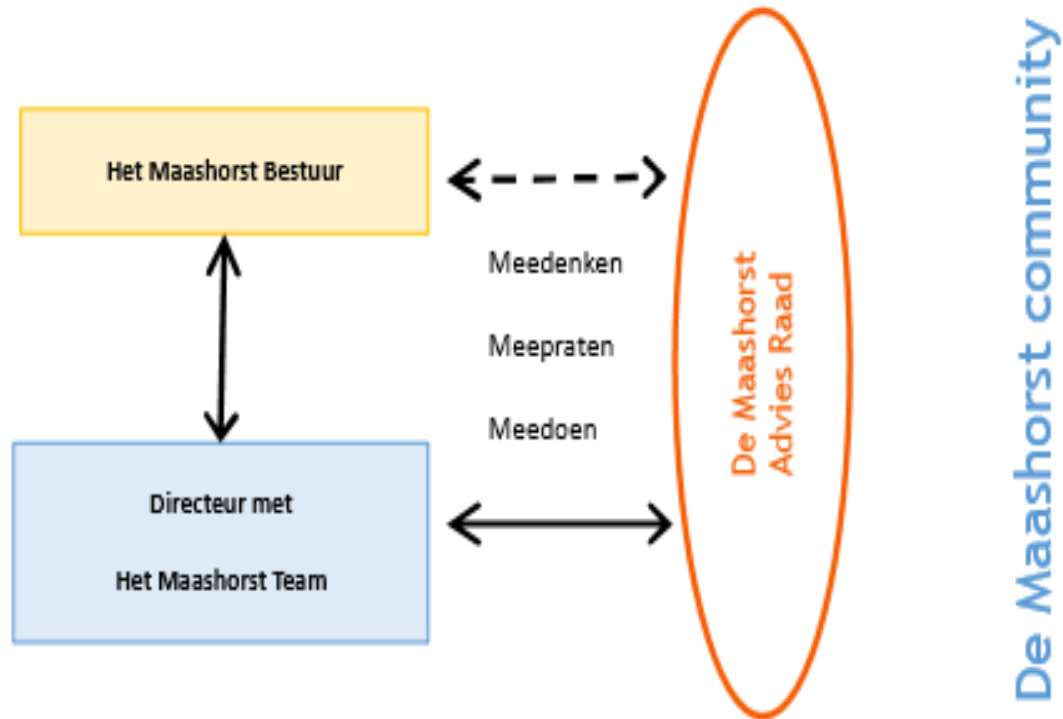 Het Maashorst Bestuur
Meedenken
Meepraten
Meedoen
Directeur met
Het Maashorst Team
De Maashorst
Advies Raad
De Maashorst community